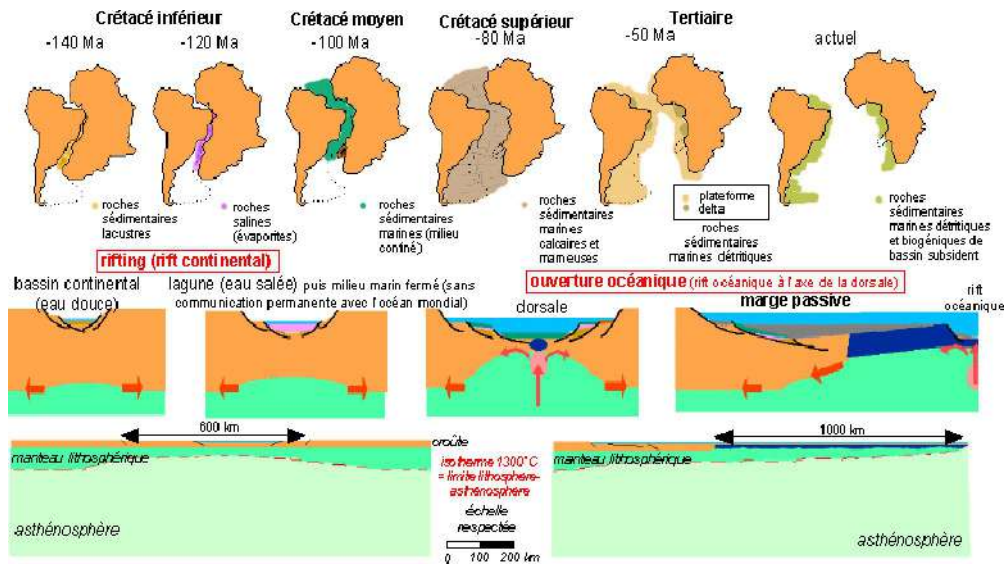 Crétacé inférieur
Crétacé moyen
Crétacé supérieur
Tertiaire
-140 Ma
-120 Ma
-100 Ma
-80 Ma
-50 Ma
actuel
roches
sédimentaires
lacustres
roches
salines
(évaporites)
roches
sédimentaires
marines (milieu
confiné)
roches
sédimentaires
marines
calcaires et
marneuses
plateforme
delta
roches
sédimentaires
marines détritiques
roches
sédimentaires
marines détritiques
et biogéniques de
bassin subsident
rifting (rift continental)
ouverture océanique (rift océanique à l'axe de la dorsale)
bassin continental
(eau douce)
lagune (eau salée) puis milieu marin fermé (sans
communication permanente avec l'océan mondial)
dorsale
marge passive
rift
océanique
600 km
1000 km
croûte
manteau lithosphérique
manteau lithosphérique
isotherme 1300°C
= limite lithosphère-
asthénosphère
échelle
respectée
0 100 200 km
asthénosphère
asthénosphère